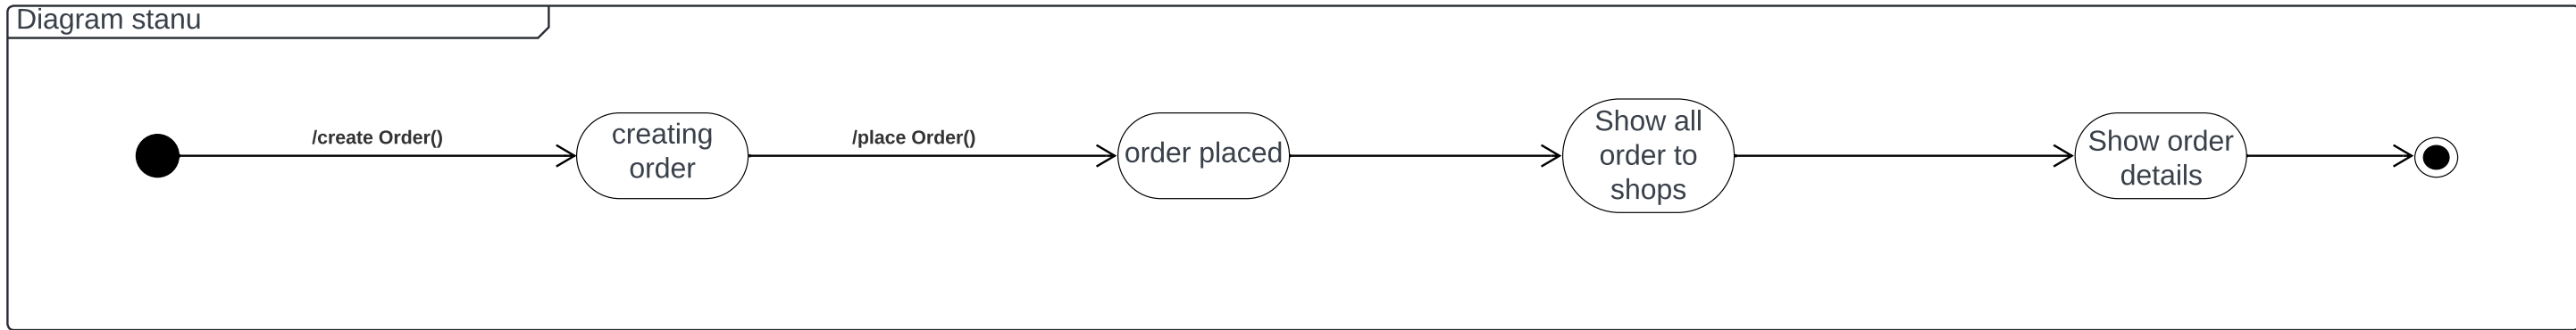 Diagram stanu
/create Order()
creating
order
/place Order()
order placed
Show all
order to
shops
Show order
details